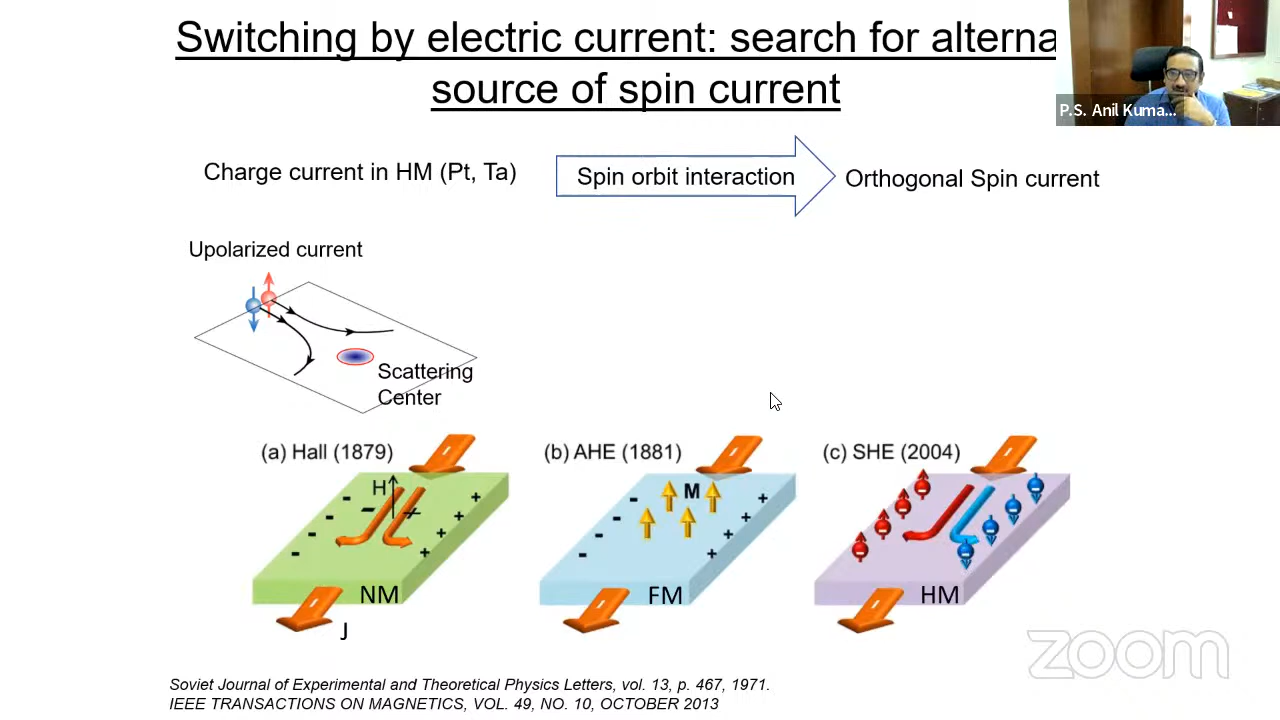 Switching by electric current: search for alterna
source of spin current
P.S. Anil Kuma...
Charge current in HM (Pt, Ta)
Spin orbit interaction
Orthogonal Spin current
Upolarized current
Scattering
Center
(a) Hall (1879)
H
NM
J
(b) AHE (1881)
M
FM
(c) SHE (2004)
HM
zoom
Soviet Journal of Experimental and Theoretical Physics Letters, vol. 13, p. 467, 1971.
IEEE TRANSACTIONS ON MAGNETICS, VOL. 49, NO. 10, OCTOBER 2013